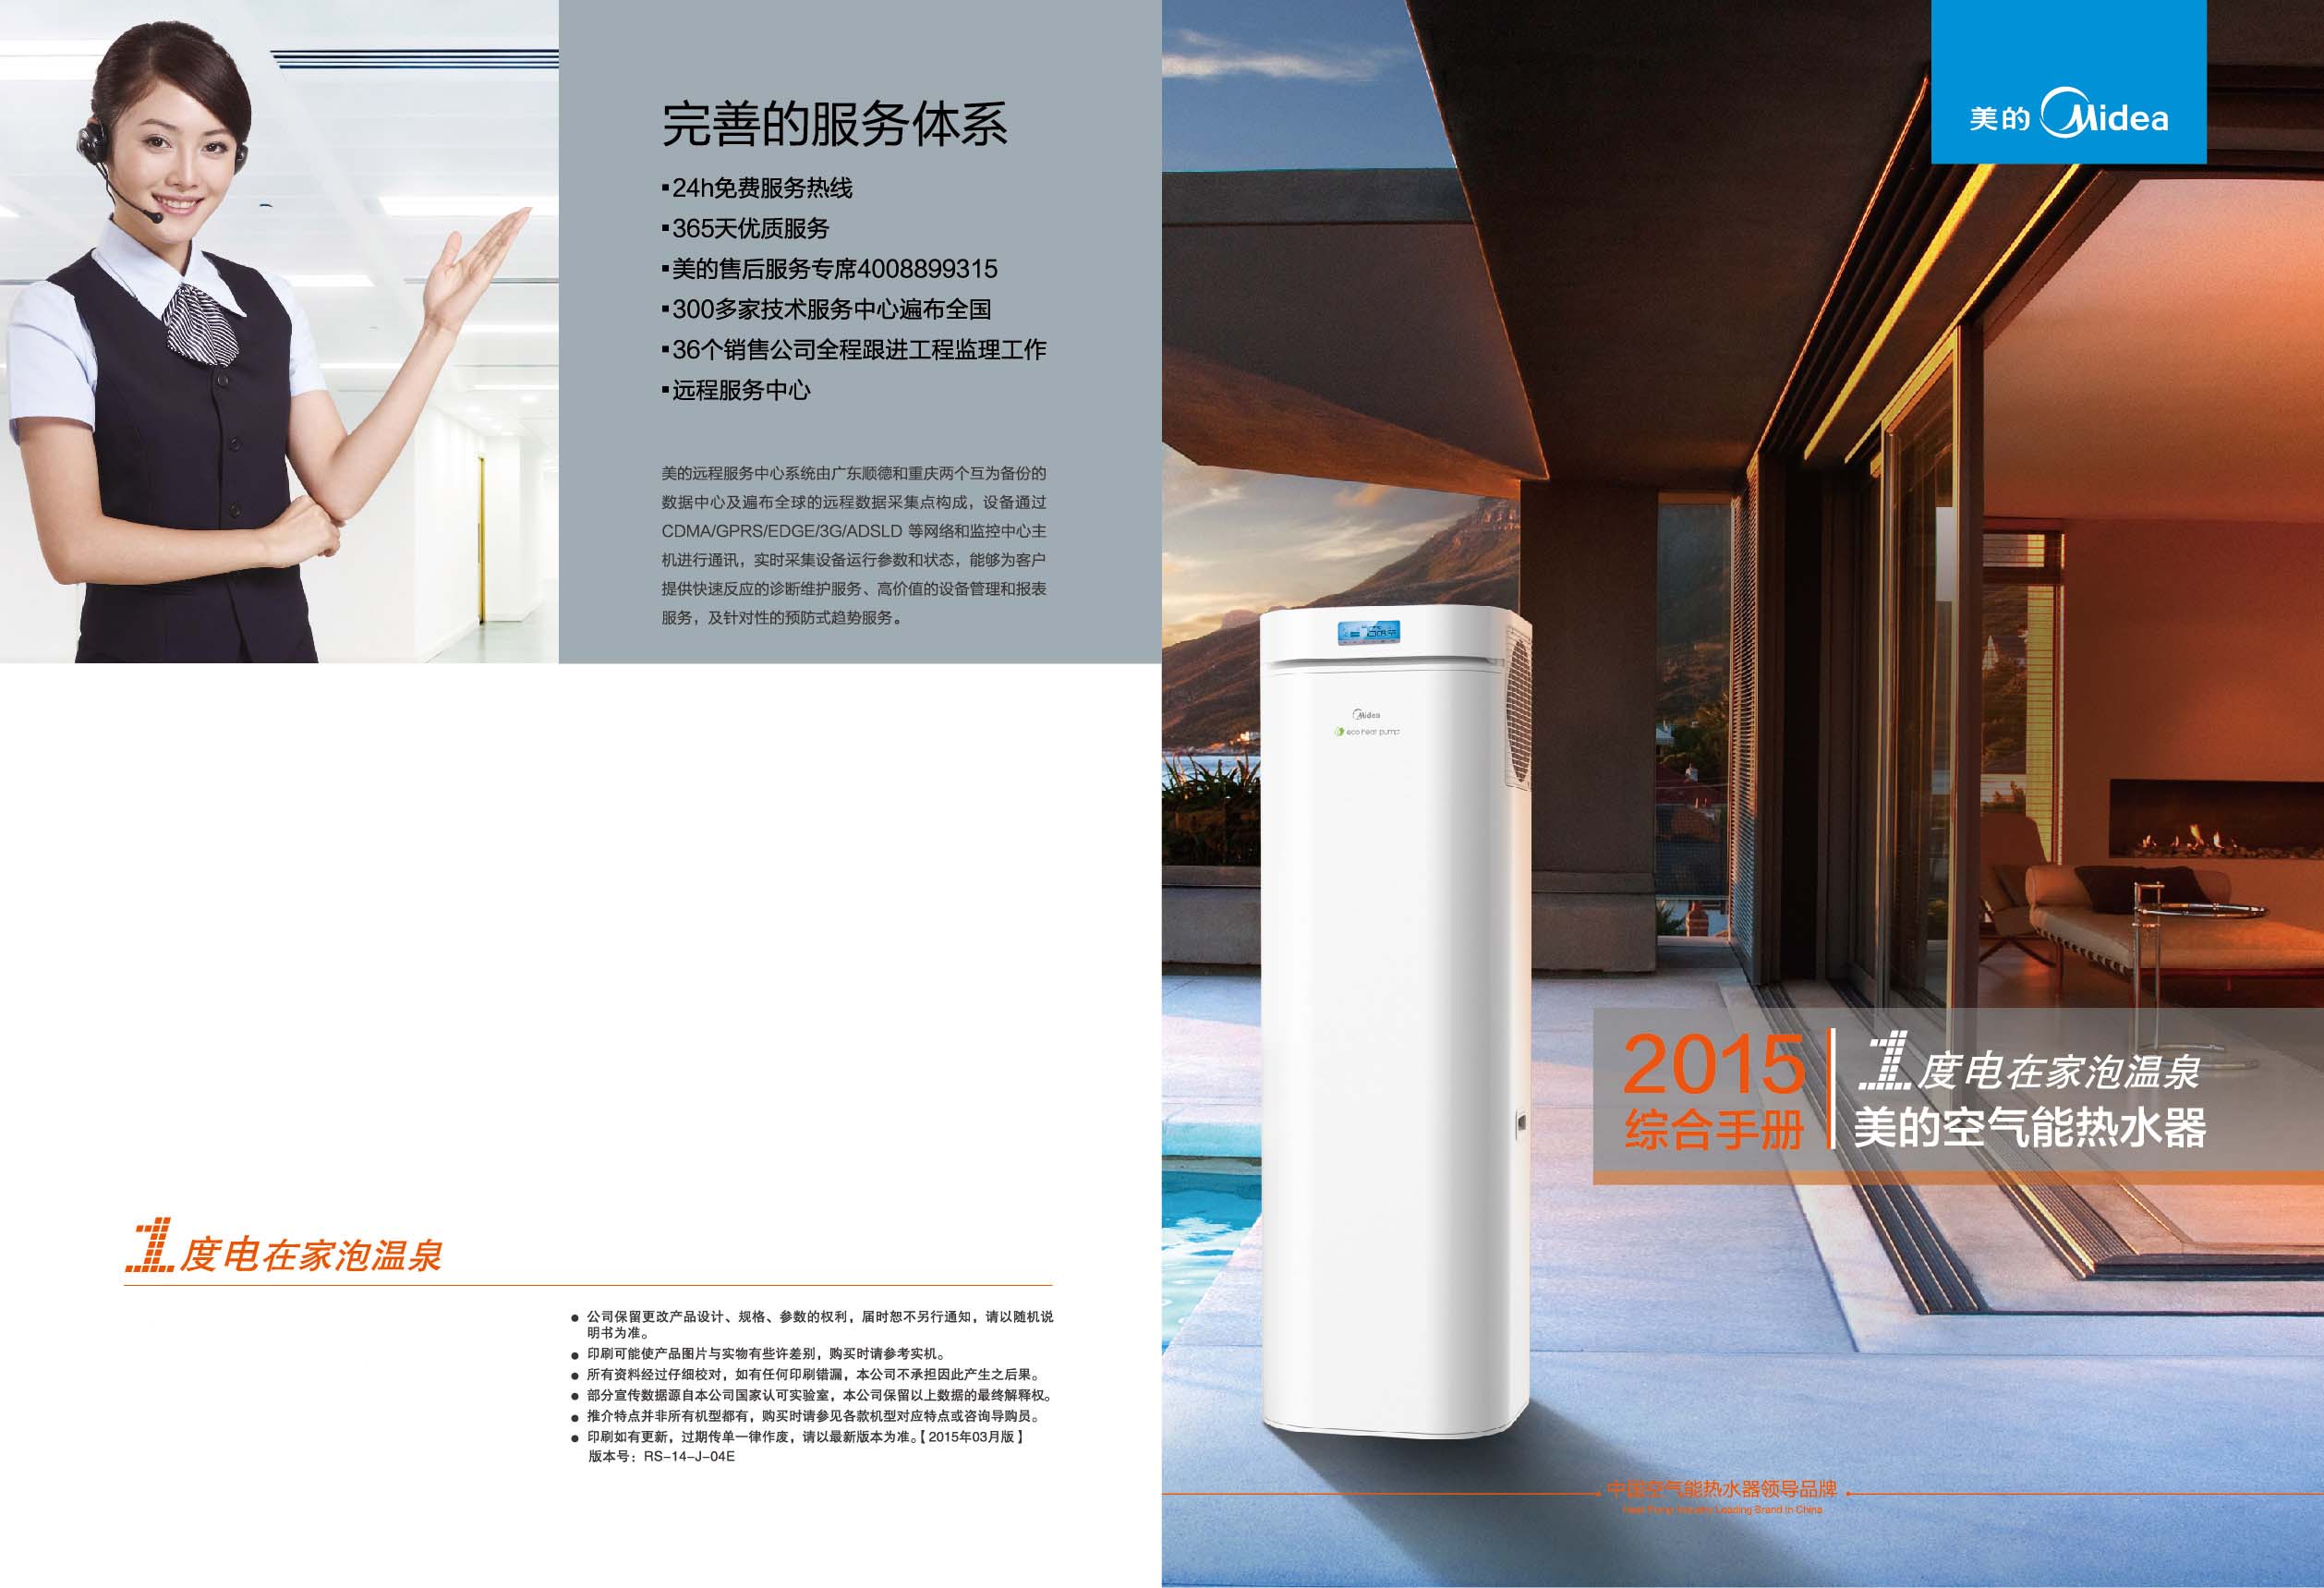 完善的服务体系
▪24h免费服务热线
▪365天优质服务
▪美的售后服务专席4008899315
▪300多家技术服务中心遍布全国
▪36个销售公司全程跟进工程监理工作
▪远程服务中心
美的远程服务中心系统由广东顺德和重庆两个互为备份的
数据中心及遍布全球的远程数据采集点构成，设备通过
CDMA/GPRS/EDGE/3G/ADSLD 等网络和监控中心主
机进行通讯，实时采集设备运行参数和状态，能够为客户
提供快速反应的诊断维护服务、高价值的设备管理和报表
服务，及针对性的预防式趋势服务。
1度电在家泡温泉
● 公司保留更改产品设计、规格、参数的权利，届时恕不另行通知，请以随机说
明书为准。
● 印刷可能使产品图片与实物有些许差别，购买时请参考实机。
● 所有资料经过仔细校对，如有任何印刷错漏，本公司不承担因此产生之后果。
● 部分宣传数据源自本公司国家认可实验室，本公司保留以上数据的最终解释权。
● 推介特点并非所有机型都有，购买时请参见各款机型对应特点或咨询导购员。
● 印刷如有更新，过期传单一律作废，请以最新版本为准。【2015年03月版】
版本号：RS-14-J-04E
美的 Midea
Midea
eco heat pump
2015
综合手册
1度电在家泡温泉
美的空气能热水器
中国空气能热水器领导品牌
Leading Brand in China